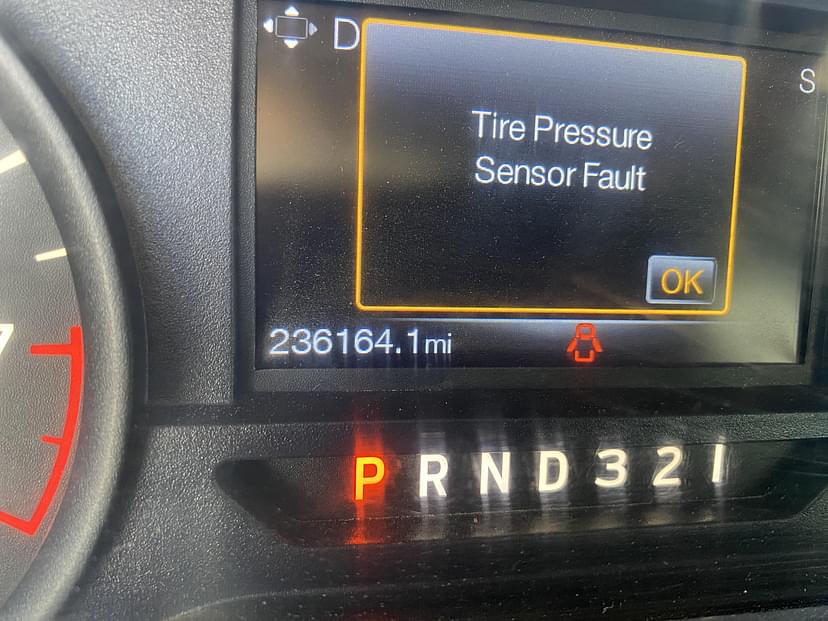 D
S
Tire Pressure
Sensor Fault
OK
236164.1mi
P R N D 3 2 1